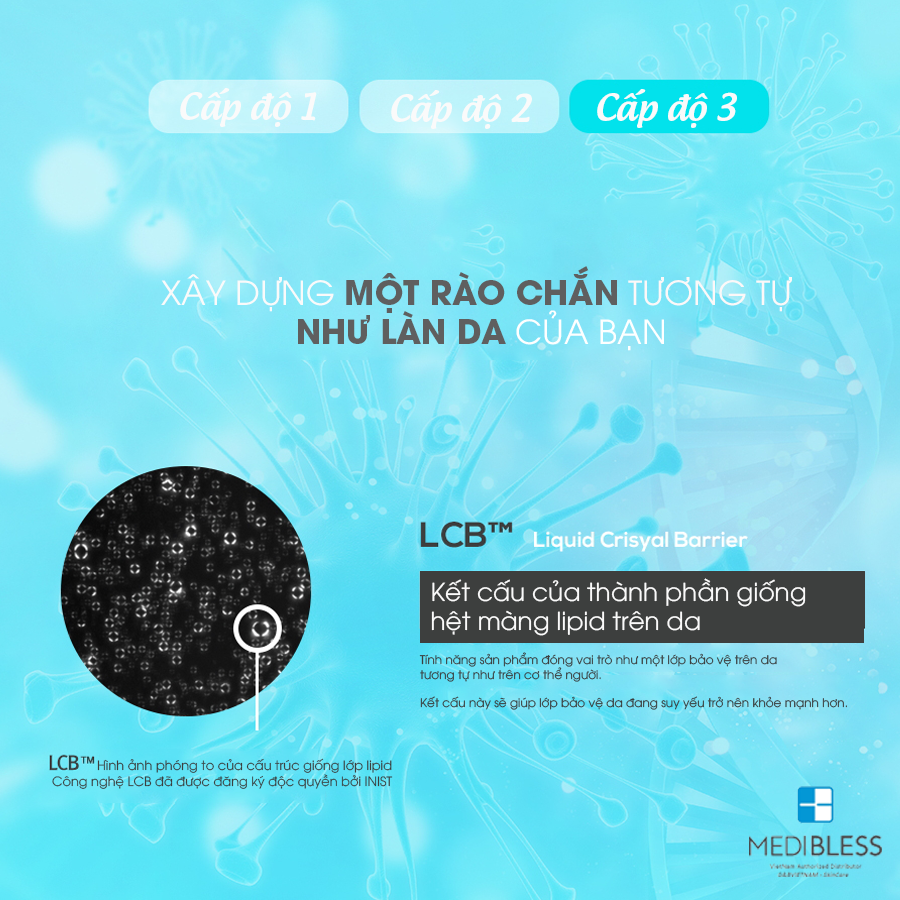 Cấp độ 1
Cấp độ 2
Cấp độ 3
XÂY DỰNG MỘT RÀO CHẮN TƯƠNG TỰ
NHƯ LÀN DA CỦA BẠN
LCB™ Liquid Crisyal Barrier
Kết cấu của thành phần giống
hệt màng lipid trên da
Tính năng sản phẩm đóng vai trò như một lớp bảo vệ trên da
tương tự như trên cơ thể người.
Kết cấu này sẽ giúp lớp bảo vệ da đang suy yếu trở nên khỏe mạnh hơn.
LCB™ Hình ảnh phóng to của cấu trúc giống lớp lipid
Công nghệ LCB đã được đăng ký độc quyền bởi INIST
MEDIBLESS
Vietnam Authorized Distributor